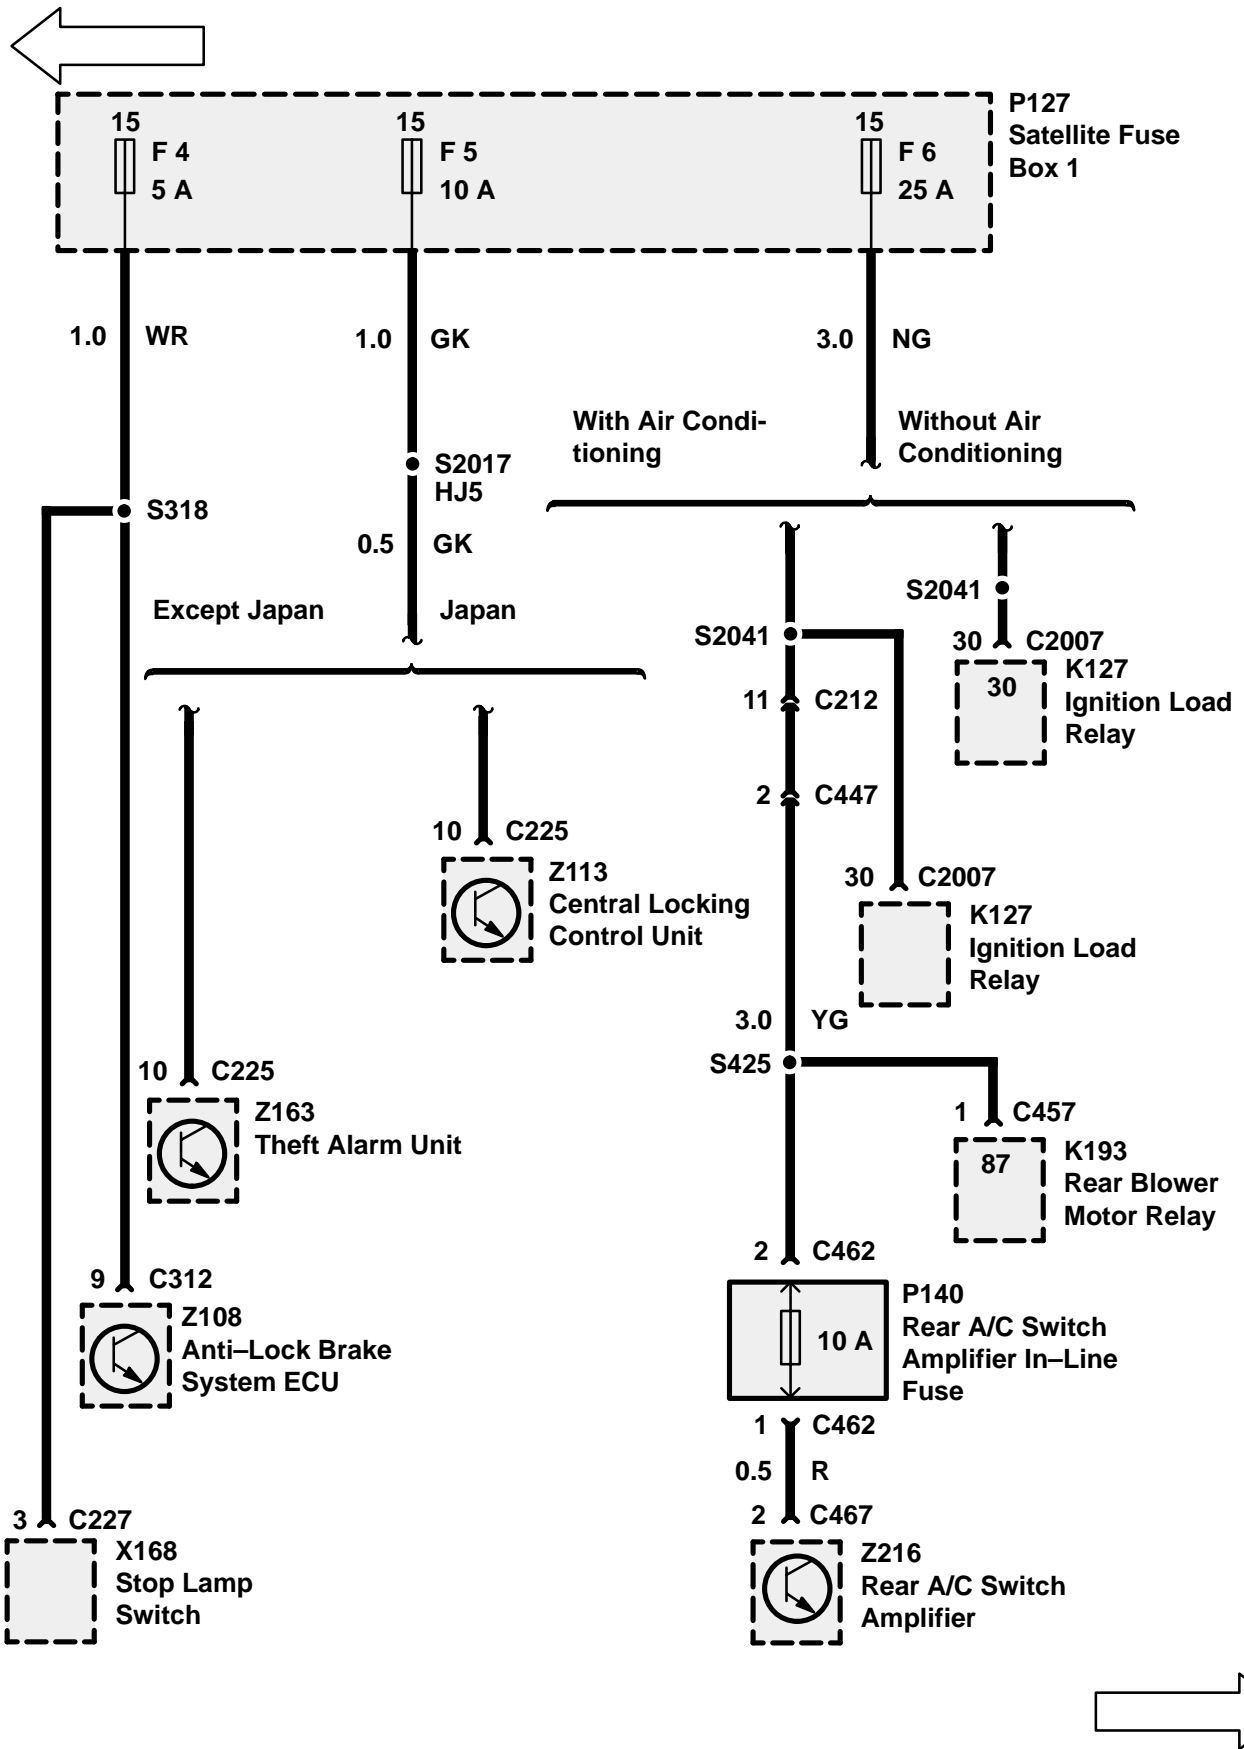 P127
Satellite Fuse
Box 1
15
F 4
5 A
15
F 5
10 A
15
F 6
25 A
1.0 WR
1.0 GK
3.0 NG
With Air Condi-
tioning
Without Air
Conditioning
S2017
HJ5
S318
0.5 GK
Except Japan
Japan
S2041
S2041
30 C2007
30
K127
Ignition Load
Relay
11 C212
2 C447
10 C225
Z113
Central Locking
Control Unit
30 C2007
K127
Ignition Load
Relay
3.0 YG
S425
10 C225
Z163
Theft Alarm Unit
1 C457
87
K193
Rear Blower
Motor Relay
2 C462
9 C312
Z108
Anti–Lock Brake
System ECU
10 A
P140
Rear A/C Switch
Amplifier In–Line
Fuse
1 C462
0.5 R
2 C467
3 C227
X168
Stop Lamp
Switch
Z216
Rear A/C Switch
Amplifier